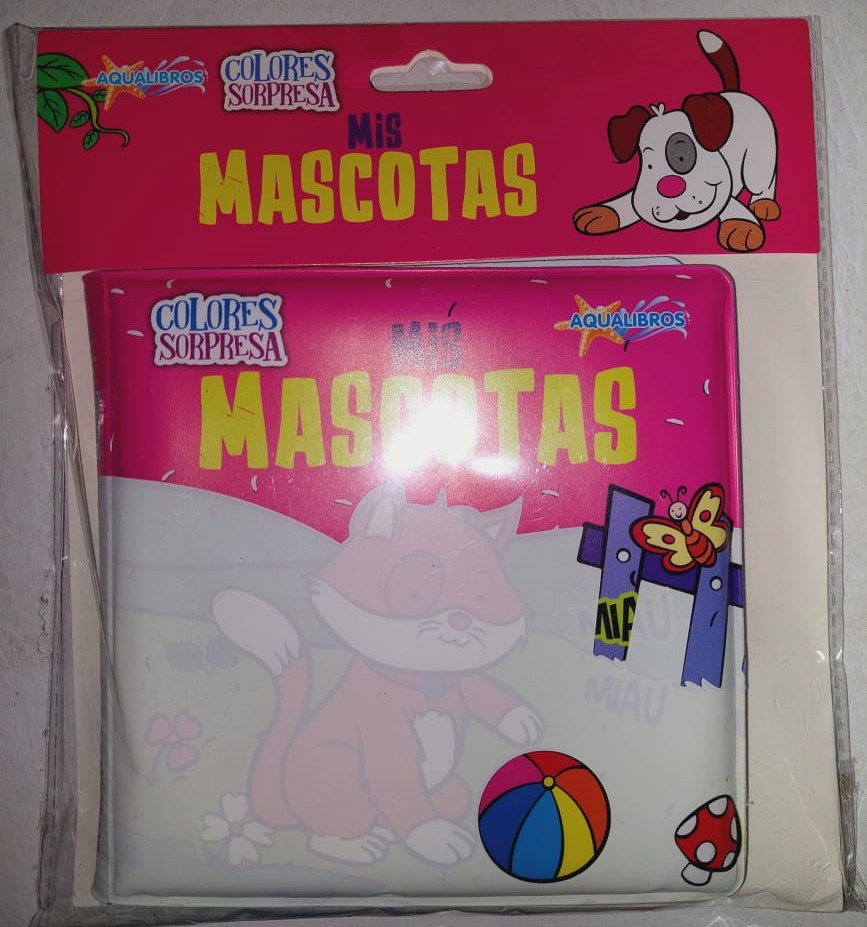 AQUALIBROS
COLORES
SORPRESA
MiS
MASCOTAS
COLORES
SORPRESA
AQUALIBROS
MiS
MASCOTAS
MIAU
MIAU